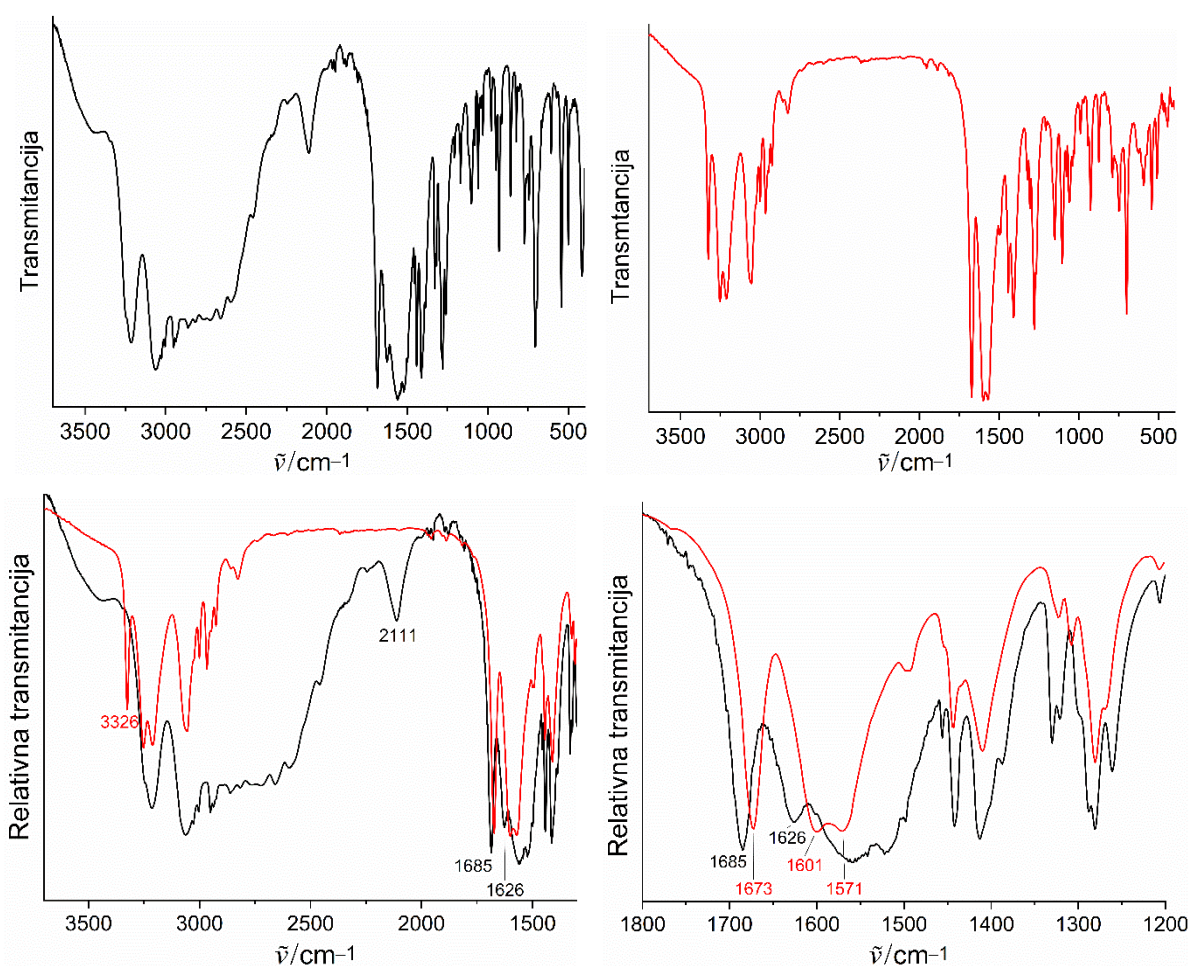 Transmitancija
3500 3000 2500 2000 1500 1000 500
ṽ/cm⁻¹
Transmtancija
3500 3000 2500 2000 1500 1000 500
ṽ/cm⁻¹
Relativna transmitancija
3326
2111
1685
1626
3500 3000 2500 2000 1500
ṽ/cm⁻¹
Relativna transmitancija
1685
1673
1626
1601
1571
1800 1700 1600 1500 1400 1300 1200
ṽ/cm⁻¹